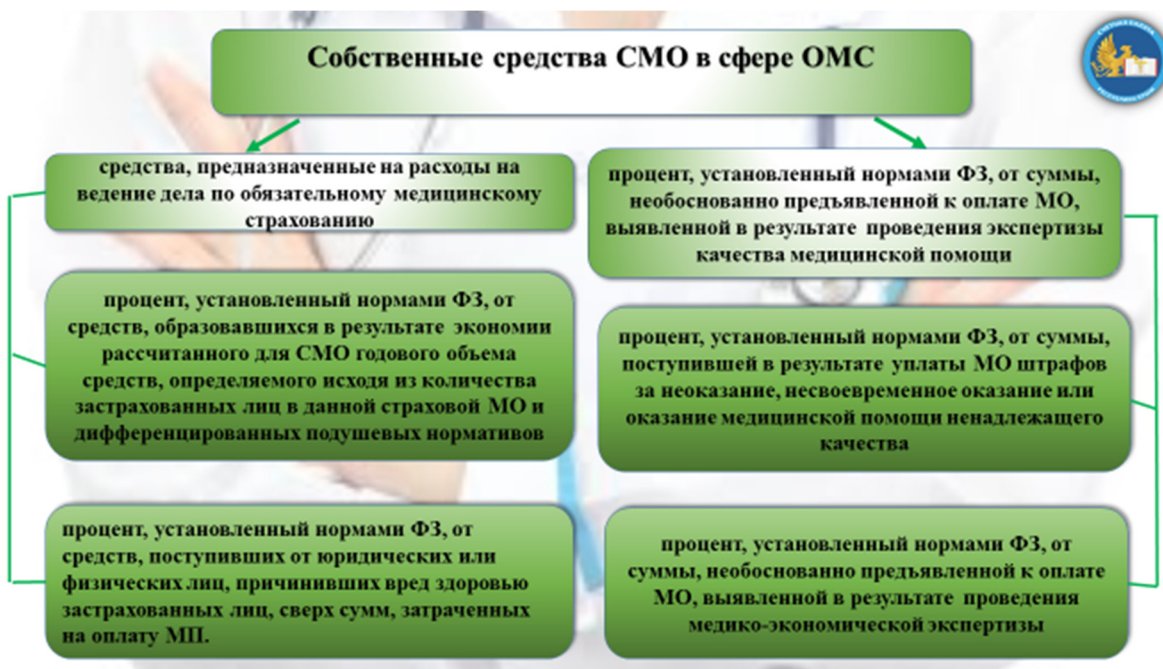 Собственные средства СМО в сфере ОМС
СЧЕТНАЯ ПАЛАТА
средства, предназначенные на расходы на
ведение дела по обязательному медицинскому
страхованию
процент, установленный нормами ФЗ, от
средств, образовавшихся в результате экономии
рассчитанного для СМО годового объема
средств, определяемого исходя из количества
застрахованных лиц в данной страховой МО и
дифференцированных подушевых нормативов
процент, установленный нормами ФЗ, от
средств, поступивших от юридических или
физических лиц, причинивших вред здоровью
застрахованных лиц, сверх сумм, затраченных
на оплату МП.
процент, установленный нормами ФЗ, от суммы,
необоснованно предъявленной к оплате МО,
выявленной в результате проведения экспертизы
качества медицинской помощи
процент, установленный нормами ФЗ, от суммы,
поступившей в результате уплаты МО штрафов
за неоказание, несвоевременное оказание или
оказание медицинской помощи ненадлежащего
качества
процент, установленный нормами ФЗ, от
суммы, необоснованно предъявленной к оплате
МО, выявленной в результате проведения
медико-экономической экспертизы